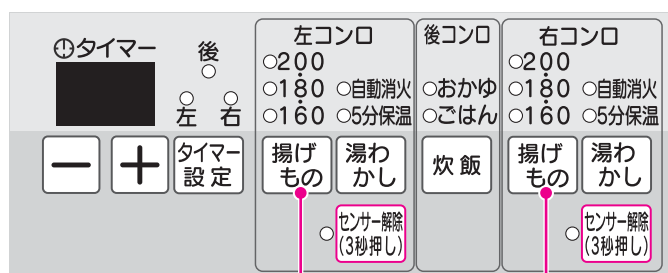 タイマー
後
左 右
ー
＋
タイマー
設定
左コンロ
200
180
160
自動消火
5分保温
揚げ
もの
湯わ
かし
センサー解除
(3秒押し)
後コンロ
おかゆ
ごはん
炊飯
右コンロ
200
180
160
自動消火
5分保温
揚げ
もの
湯わ
かし
センサー解除
(3秒押し)